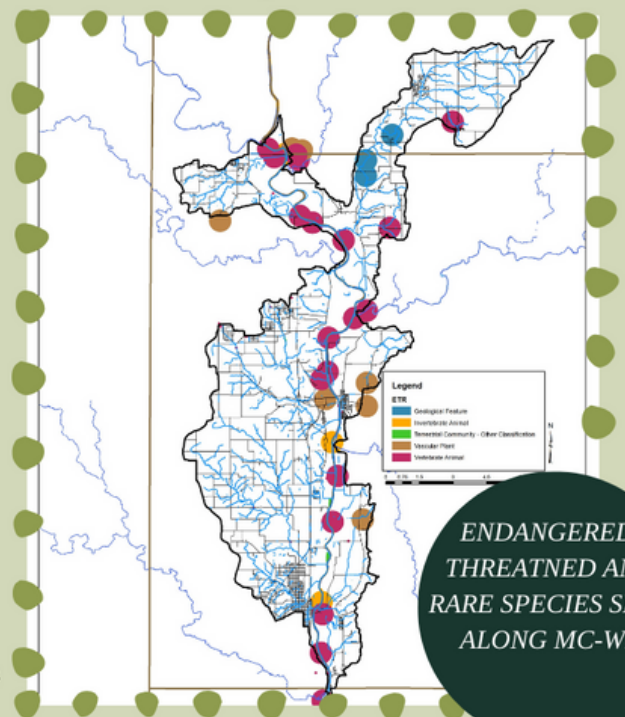 Legend
ETR
Geological Feature
Invertebrate Animal
Terrestrial Community - Other Classification
Vascular Plant
Vertebrate Animal
N
ENDANGERED
THREATNED AN
RARE SPECIES S
ALONG MC-W